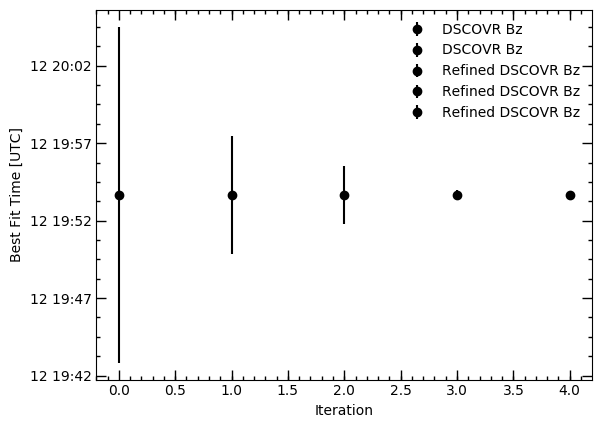 DSCOVR Bz
DSCOVR Bz
Refined DSCOVR Bz
Refined DSCOVR Bz
Refined DSCOVR Bz
Best Fit Time [UTC]
12 20:02
12 19:57
12 19:52
12 19:47
12 19:42
0.0 0.5 1.0 1.5 2.0 2.5 3.0 3.5 4.0
Iteration